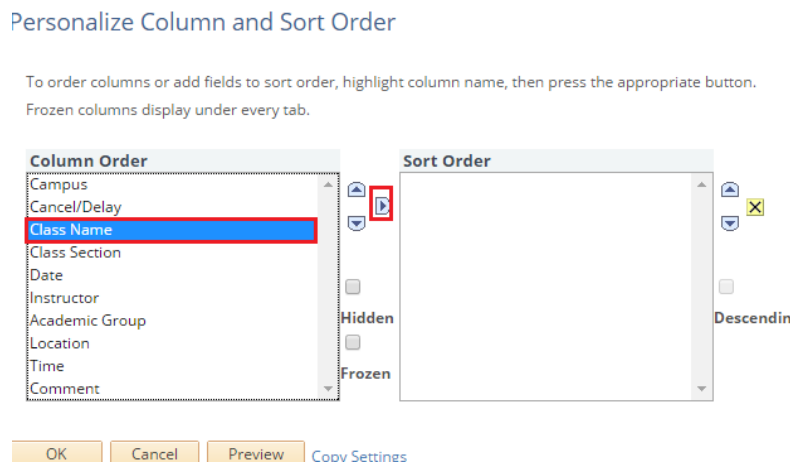 Personalize Column and Sort Order
To order columns or add fields to sort order, highlight column name, then press the appropriate button.
Frozen columns display under every tab.
Column Order
Sort Order
Campus
Cancel/Delay
Class Name
Class Section
Date
Instructor
Academic Group
Location
Time
Comment
Hidden
Frozen
Descendin
OK
Cancel
Preview
Copy Settings